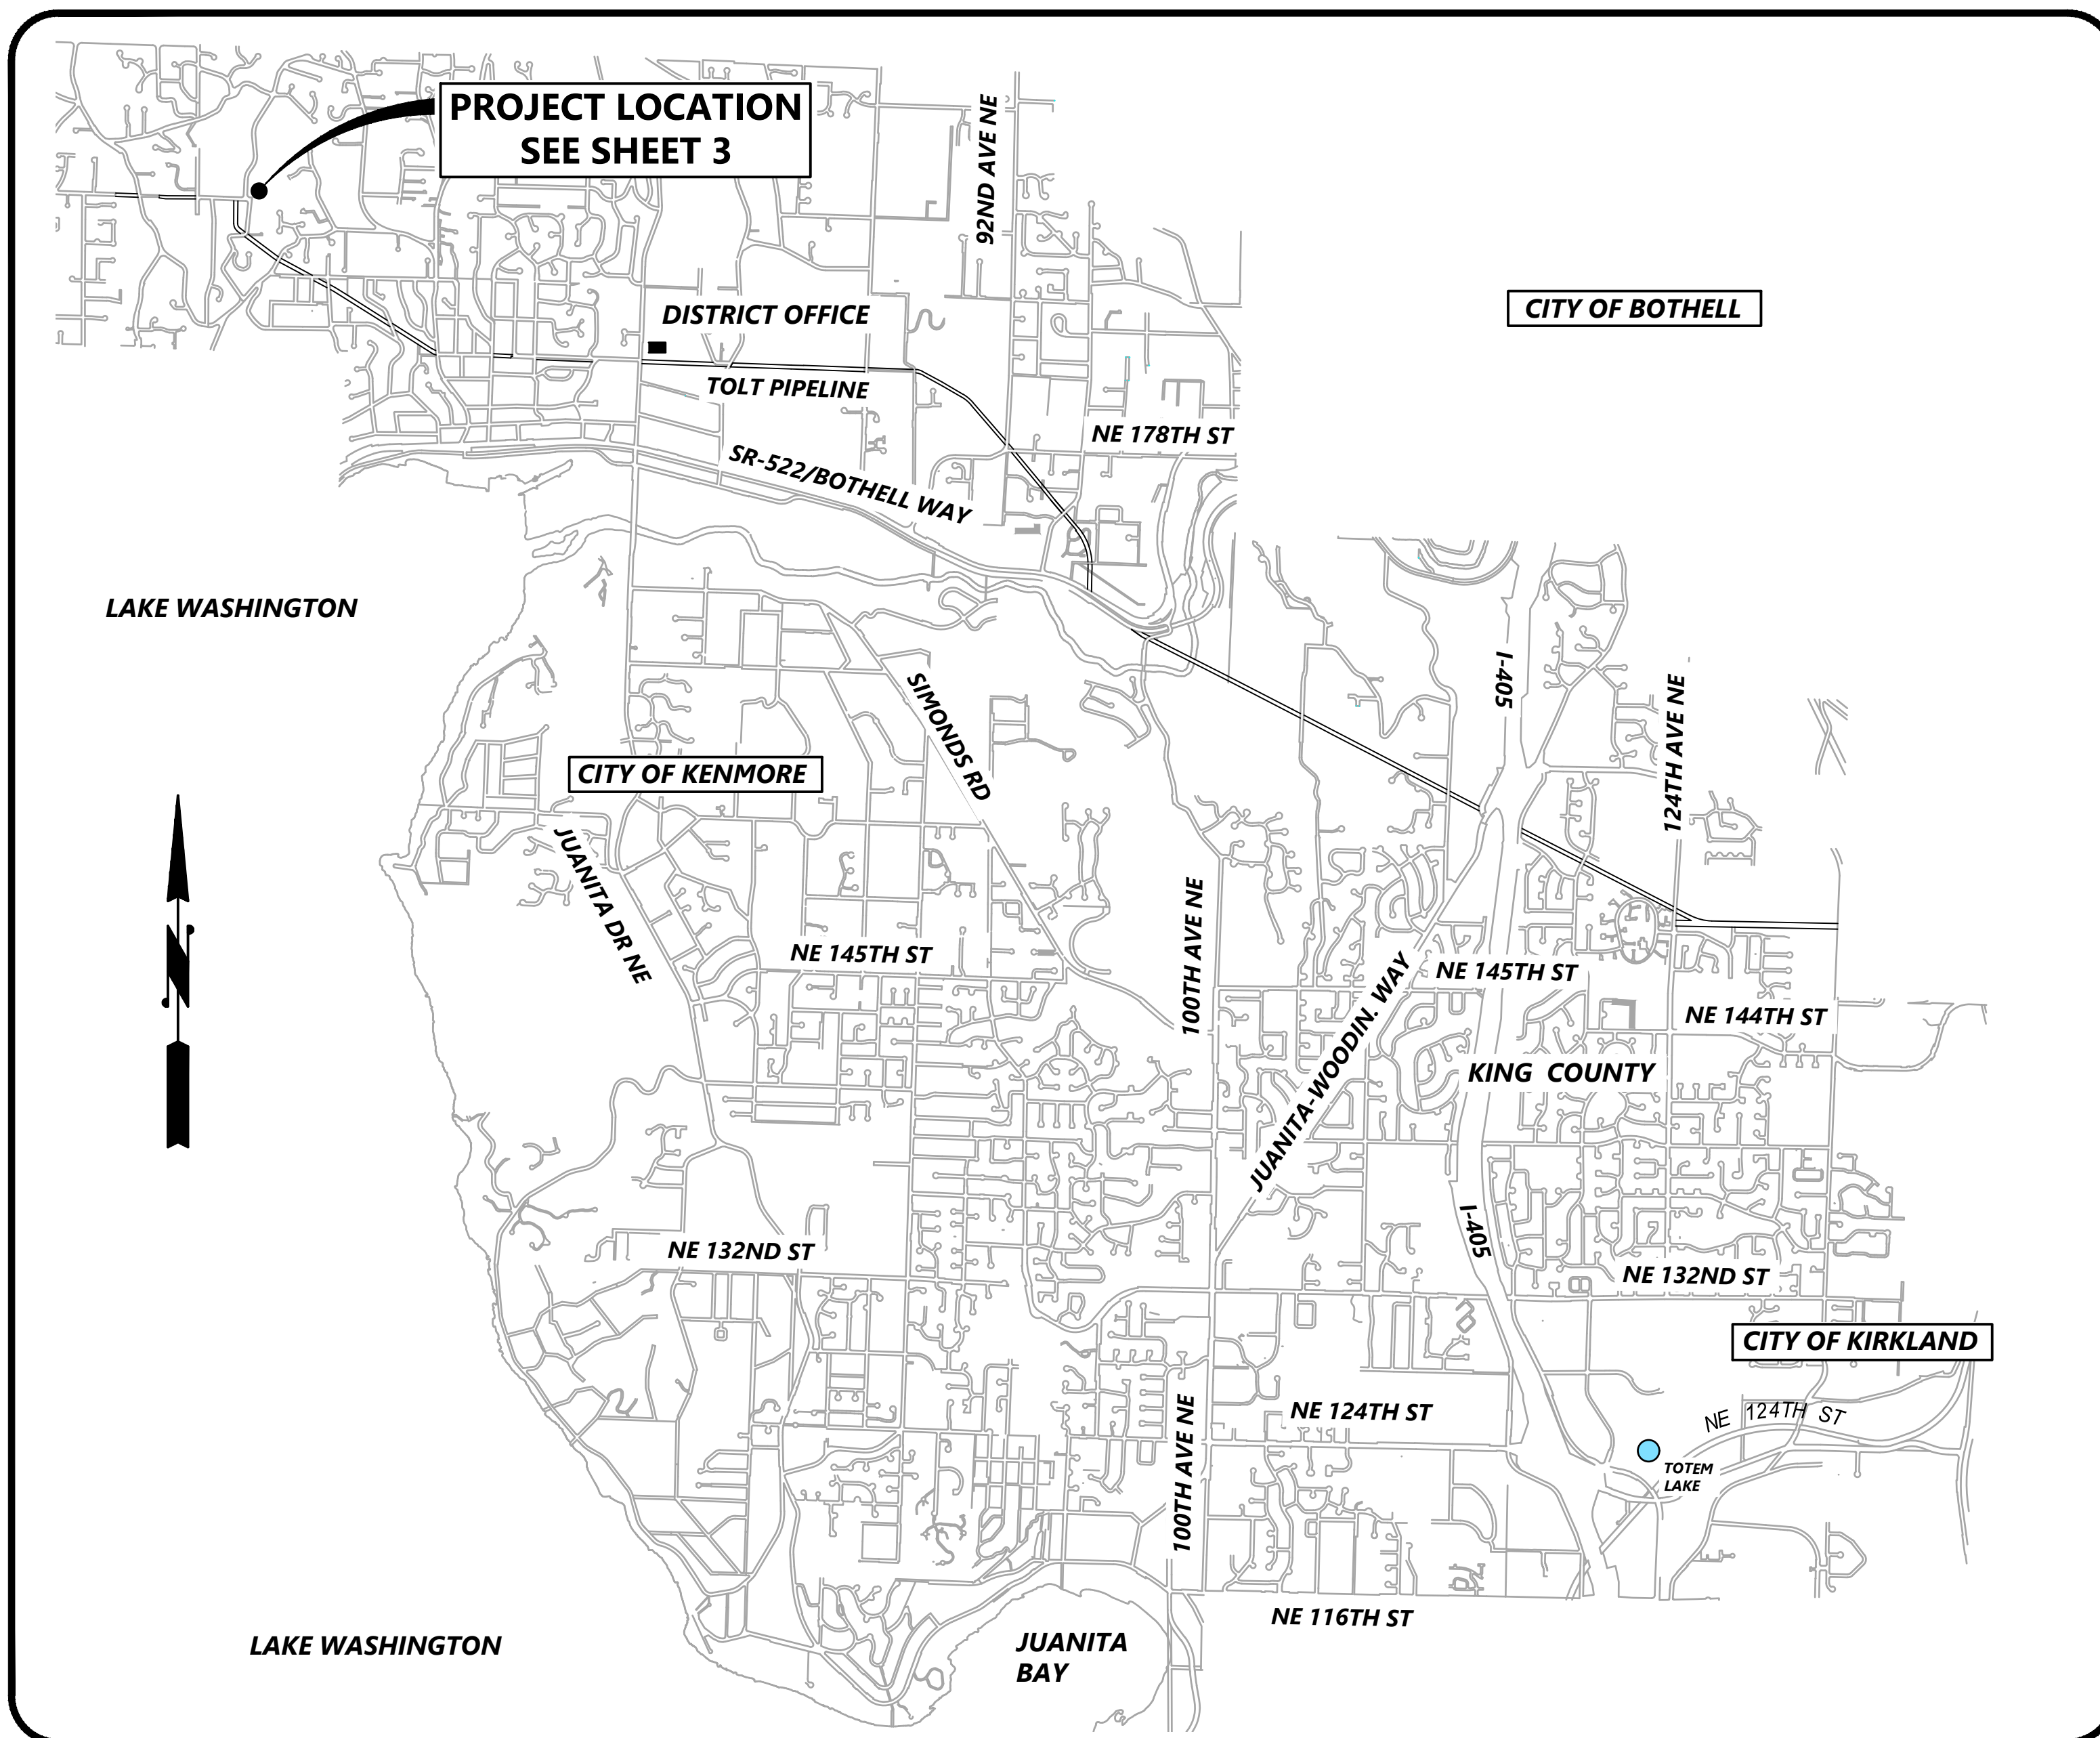 PROJECT LOCATION
SEE SHEET 3
92ND AVE NE
CITY OF BOTHELL
DISTRICT OFFICE
TOLT PIPELINE
NE 178TH ST
SR-522/BOTHELL WAY
LAKE WASHINGTON
I-405
SIMONDS RD
124TH AVE NE
CITY OF KENMORE
JUANITA DR NE
N
100TH AVE NE
NE 145TH ST
JUANITA-WOODIN. WAY
NE 145TH ST
NE 144TH ST
KING COUNTY
I-405
NE 132ND ST
NE 132ND ST
CITY OF KIRKLAND
100TH AVE NE
NE 124TH ST
NE 124TH ST
TOTEM
LAKE
NE 116TH ST
LAKE WASHINGTON
JUANITA
BAY